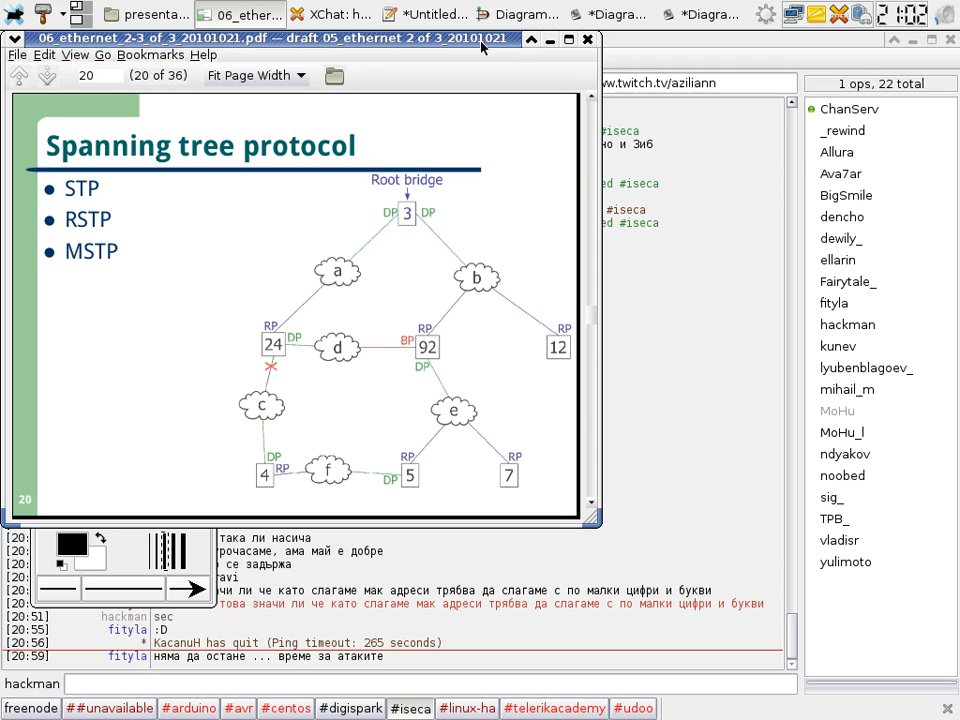 presenta...
06_ether...
XChat: h...
*Untitled...
Diagram...
*Diagra...
*Diagra...
21:02
06_ethernet_2-3_of_3_20101021.pdf — draft 05_ethernet 2 of 3_20101021
File Edit View Go Bookmarks Help
20 (20 of 36) Fit Page Width
Spanning tree protocol
STP
RSTP
MSTP
Root bridge
DP 3 DP
a
b
RP
24 DP
d
BP
RP
92
DP
RP
12
c
e
DP
4 RP
f
DP
RP
5
RP
7
20
ww.twitch.tv/aziliann
#iseca
но и Зиб
ed #iseca
#iseca
ed #iseca
1 ops, 22 total
ChanServ
_rewind
Allura
Ava7ar
BigSmile
dencho
dewily_
ellarin
Fairytale_
fityla
hackman
kunev
lyubenblagoev_
mihail_m
MoHu
MoHu_l
ndyakov
noobed
sig_
TPB_
vladisr
yulimoto
[20: така ли насича
[20: урочасаме, ама май е добре
[20: се задържа
[20: ravi
[20: чи ли че като слагаме мак адреси трябва да слагаме с по малки цифри и букви
[20: това значи ли че като слагаме мак адреси трябва да слагаме с по малки цифри и букви
[20:51] hackman sec
[20:55] fityla :D
[20:56] * KacanuH has quit (Ping timeout: 265 seconds)
[20:59] fityla няма да остане ... време за атаките
hackman
freenode ##unavailable #arduino #avr #centos #digispark #iseca #linux-ha #telerikacademy #udoo